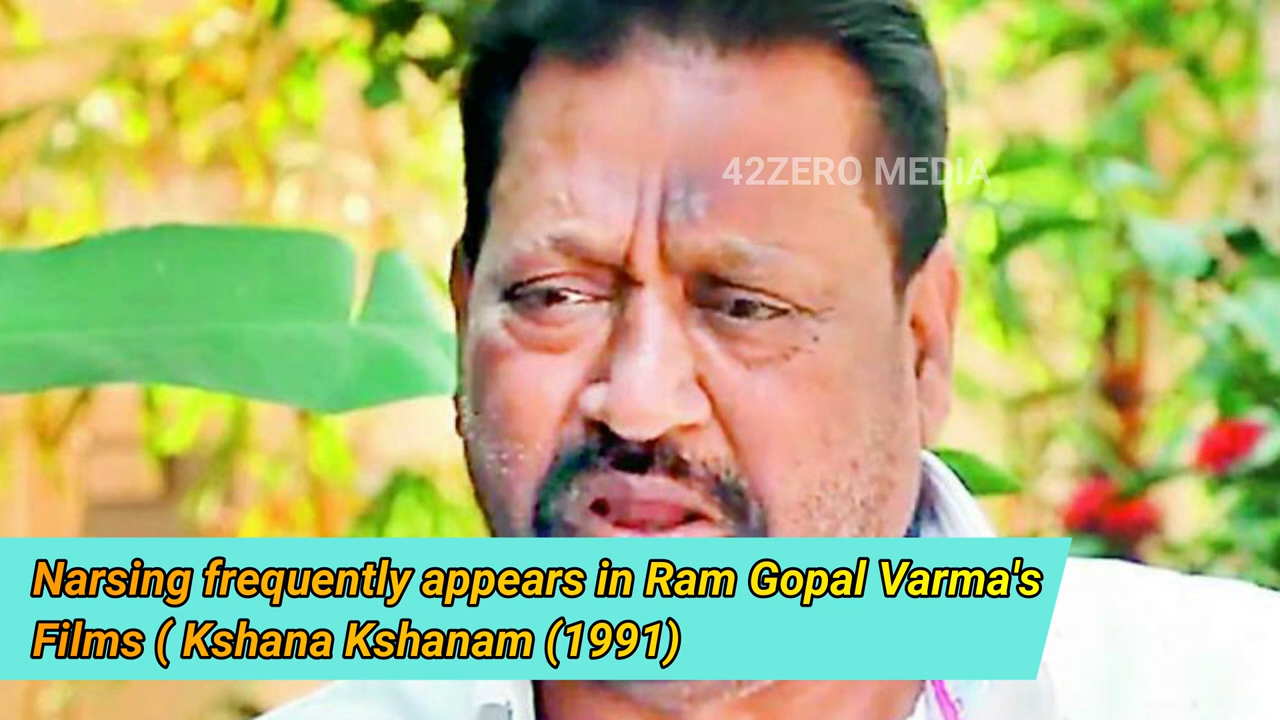 42ZERO MEDIA
Narsing frequently appears in Ram Gopal Varma's
Films ( Kshana Kshanam (1991)